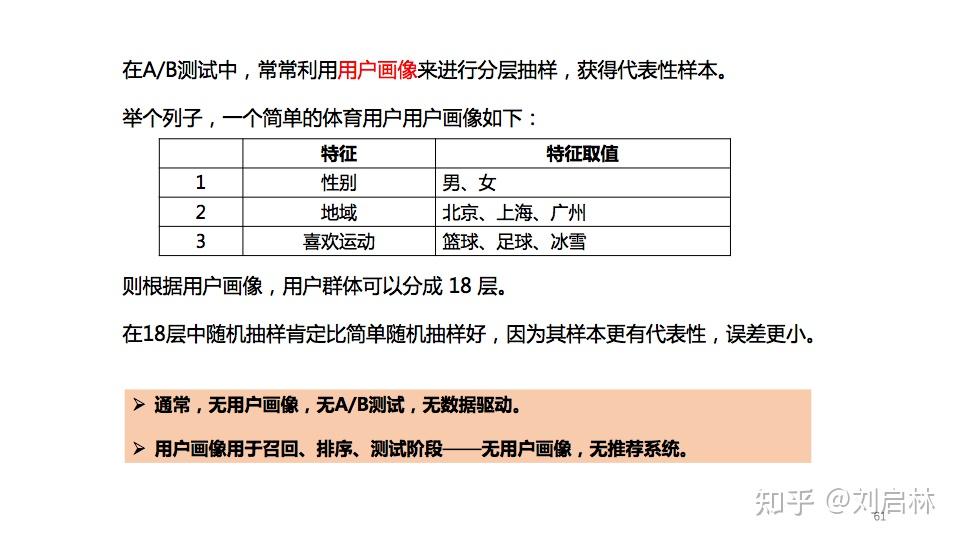 在A/B测试中，常常利用用户画像来进行分层抽样，获得代表性样本。
举个列子，一个简单的体育用户用户画像如下：
特征 特征取值
1 性别 男、女
2 地域 北京、上海、广州
3 喜欢运动 篮球、足球、冰雪
则根据用户画像，用户群体可以分成 18 层。
在18层中随机抽样肯定比简单随机抽样好，因为其样本更有代表性，误差更小。
➢ 通常，无用户画像，无A/B测试，无数据驱动。
➢ 用户画像用于召回、排序、测试阶段——无用户画像，无推荐系统。
知乎 @刘启林
61